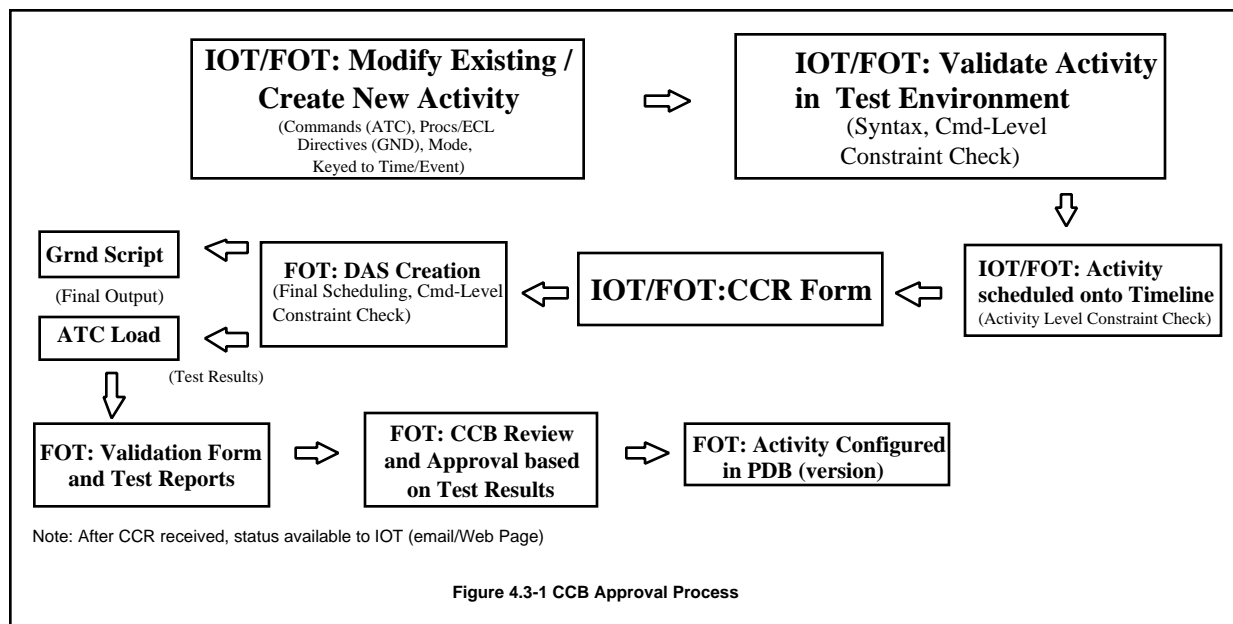 IOT/FOT: Modify Existing /
Create New Activity
(Commands (ATC), Procs/ECL
Directives (GND), Mode,
Keyed to Time/Event)
IOT/FOT: Validate Activity
in Test Environment
(Syntax, Cmd-Level
Constraint Check)
IOT/FOT: Activity
scheduled onto Timeline
(Activity Level Constraint Check)
IOT/FOT:CCR Form
FOT: DAS Creation
(Final Scheduling, Cmd-Level
Constraint Check)
Grnd Script
(Final Output)
ATC Load
(Test Results)
FOT: Validation Form
and Test Reports
FOT: CCB Review
and Approval based
on Test Results
FOT: Activity Configured
in PDB (version)
Note: After CCR received, status available to IOT (email/Web Page)
Figure 4.3-1 CCB Approval Process